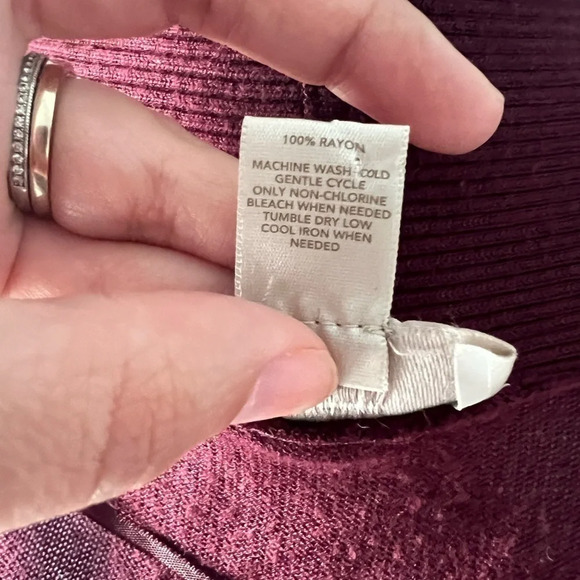 100% RAYON
MACHINE WASH COLD
GENTLE CYCLE
ONLY NON-CHLORINE
BLEACH WHEN NEEDED
TUMBLE DRY LOW
COOL IRON WHEN
NEEDED